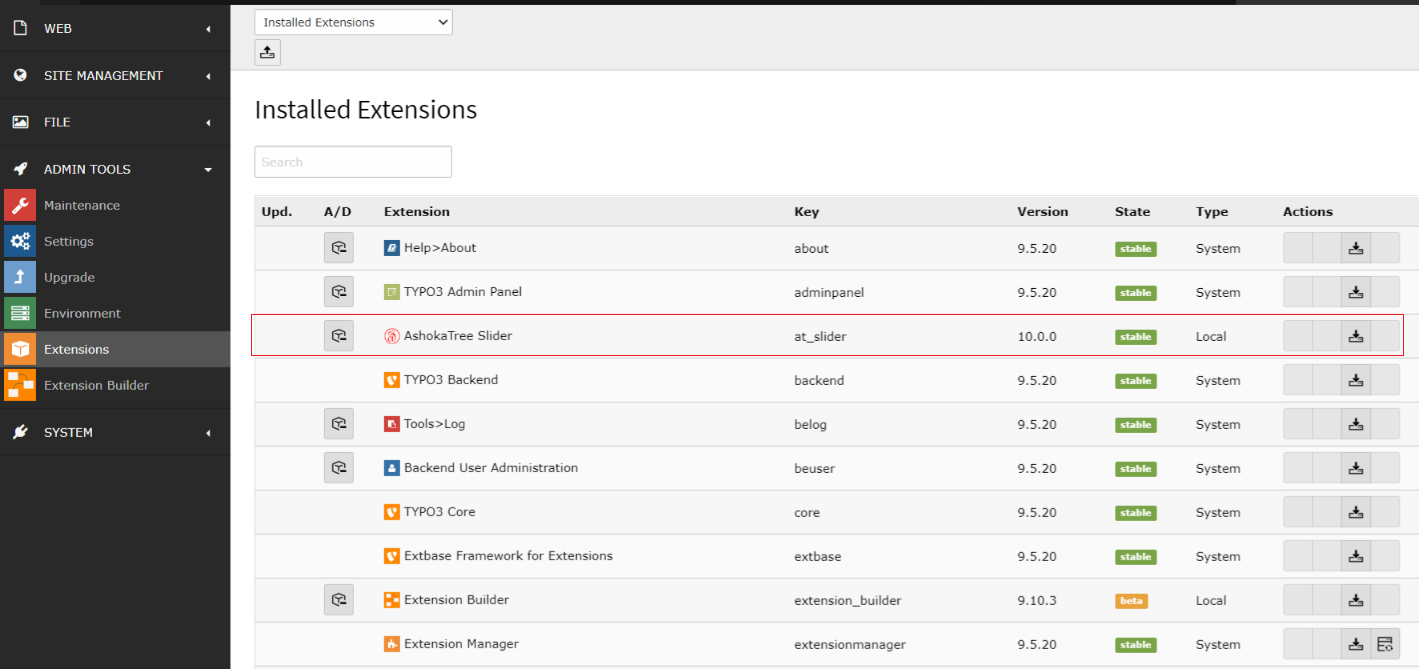 WEB
SITE MANAGEMENT
FILE
ADMIN TOOLS
Maintenance
Settings
Upgrade
Environment
Extensions
Extension Builder
SYSTEM
Installed Extensions
Installed Extensions
Search
Upd. A/D Extension Key Version State Type Actions
Help>About about 9.5.20 stable System
TYPO3 Admin Panel adminpanel 9.5.20 stable System
AshokaTree Slider at_slider 10.0.0 stable Local
TYPO3 Backend backend 9.5.20 stable System
Tools>Log belog 9.5.20 stable System
Backend User Administration beuser 9.5.20 stable System
TYPO3 Core core 9.5.20 stable System
Extbase Framework for Extensions extbase 9.5.20 stable System
Extension Builder extension_builder 9.10.3 beta Local
Extension Manager extensionmanager 9.5.20 stable System